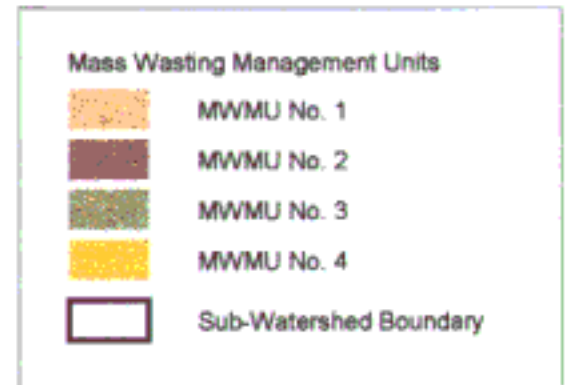 Mass Wasting Management Units
MWMU No. 1
MWMU No. 2
MWMU No. 3
MWMU No. 4
Sub-Watershed Boundary